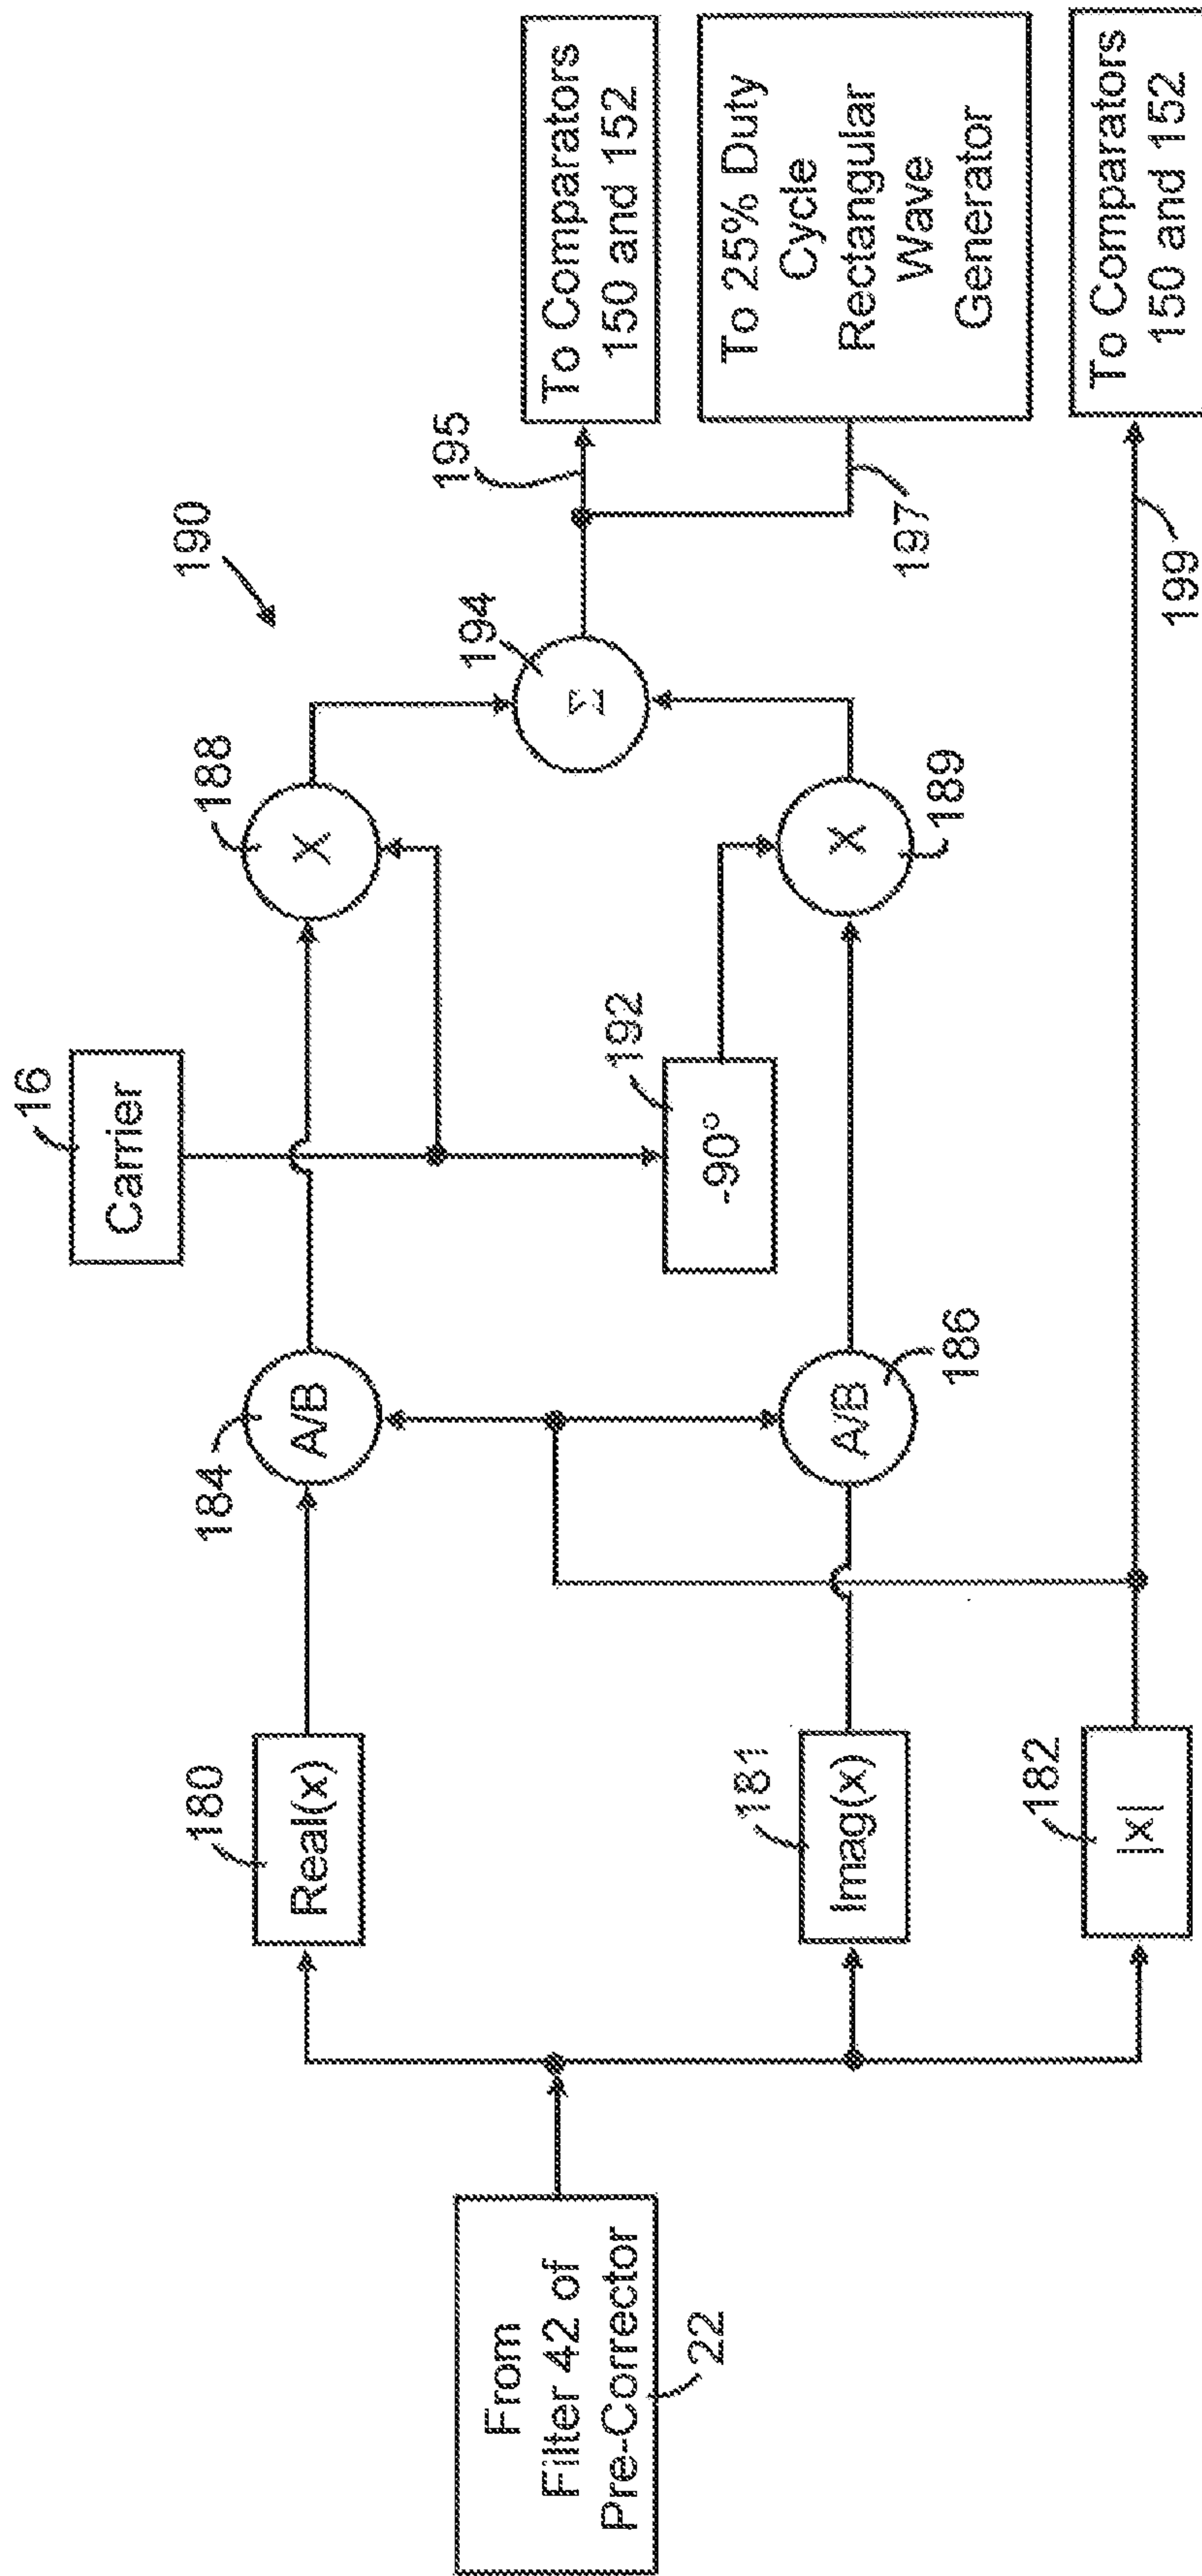 190
16
Carrier
184
A/B
188
X
180
Real(x)
194
Σ
195
To Comparators
150 and 152
From
Filter 42 of
Pre-Corrector
22
192
-90°
181
Imag(x)
A/B
186
X
189
197
To 25% Duty
Cycle
Rectangular
Wave
Generator
182
|x|
199
To Comparators
150 and 152